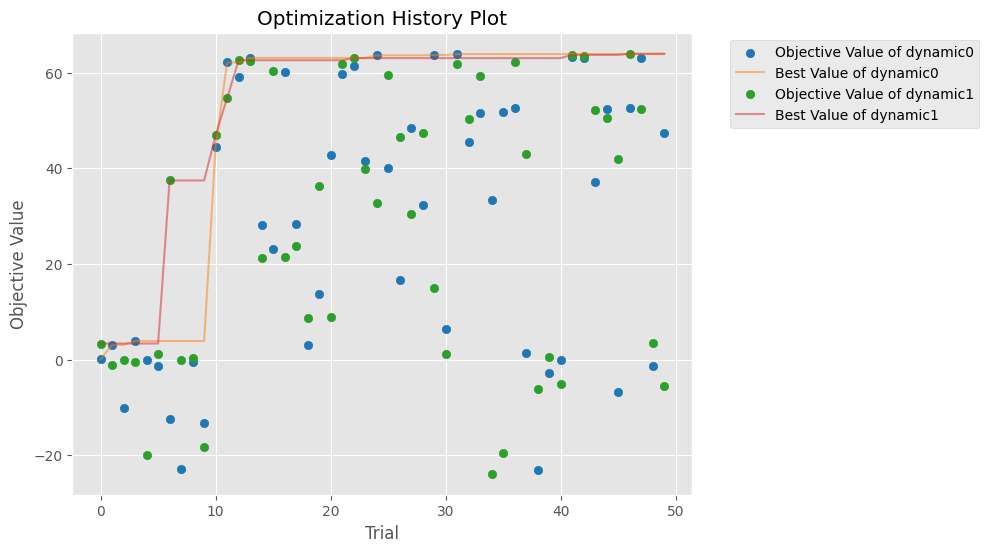 Optimization History Plot
Objective Value of dynamic0
Best Value of dynamic0
Objective Value of dynamic1
Best Value of dynamic1
Objective Value
60
40
20
0
−20
0 10 20 30 40 50
Trial